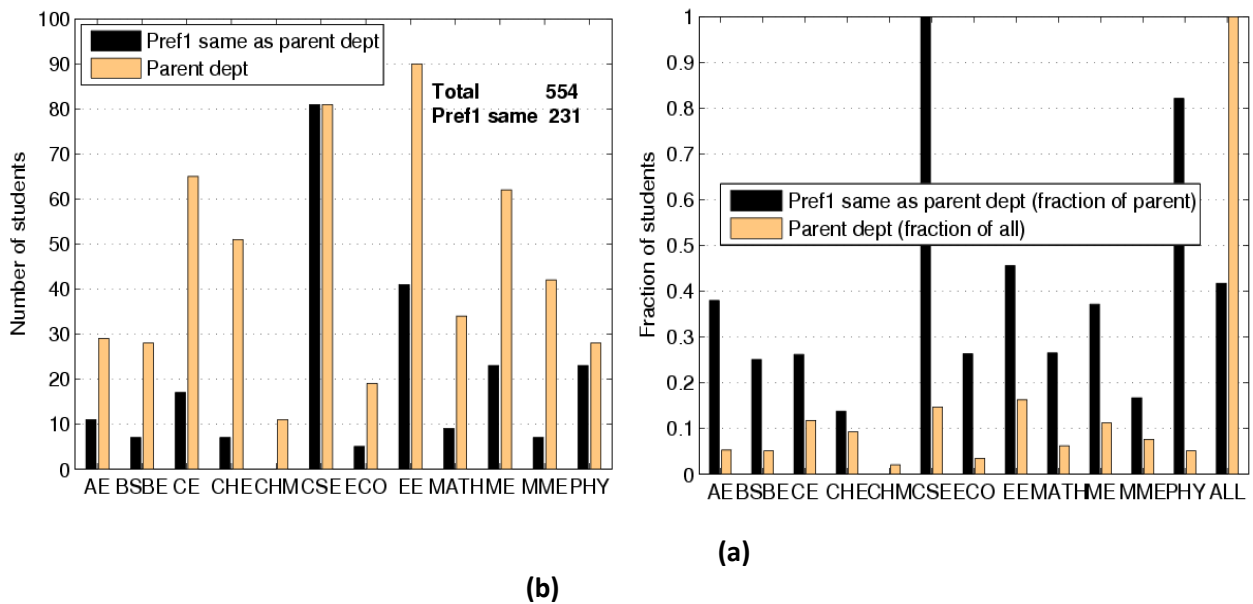 100
90
80
70
60
50
40
30
20
10
0
Number of students
Pref1 same as parent dept
Parent dept
Total 554
Pref1 same 231
AE BSBE CE CHE CHM CSE ECO EE MATH ME MME PHY
1
0.9
0.8
0.7
0.6
0.5
0.4
0.3
0.2
0.1
0
Fraction of students
Pref1 same as parent dept (fraction of parent)
Parent dept (fraction of all)
AE BSBE CE CHE CHM CSE ECO EE MATH ME MME PHY ALL
(a)
(b)